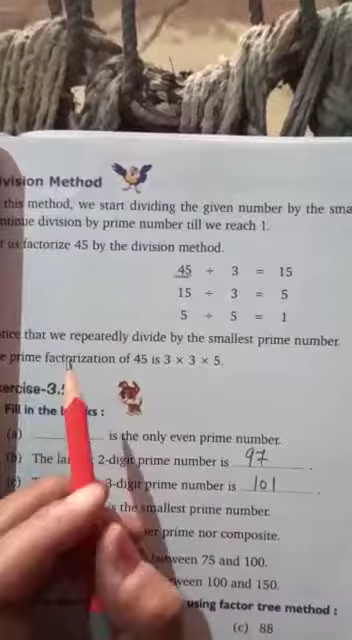 vision Method
this method, we start dividing the given number by the sma
ntinue division by prime number till we reach 1.
us factorize 45 by the division method.
45 ÷ 3 = 15
15 ÷ 3 = 5
5 ÷ 5 = 1
tice that we repeatedly divide by the smallest prime number.
e prime factorization of 45 is 3 × 3 × 5.
ercise-3.
Fill in the ks :
(a) ________ is the only even prime number.
(b) The la 2-digit prime number is 97 .
(c) 3-digit prime number is 101 .
is the smallest prime number.
er prime nor composite.
between 75 and 100.
ween 100 and 150.
using factor tree method :
(c) 88